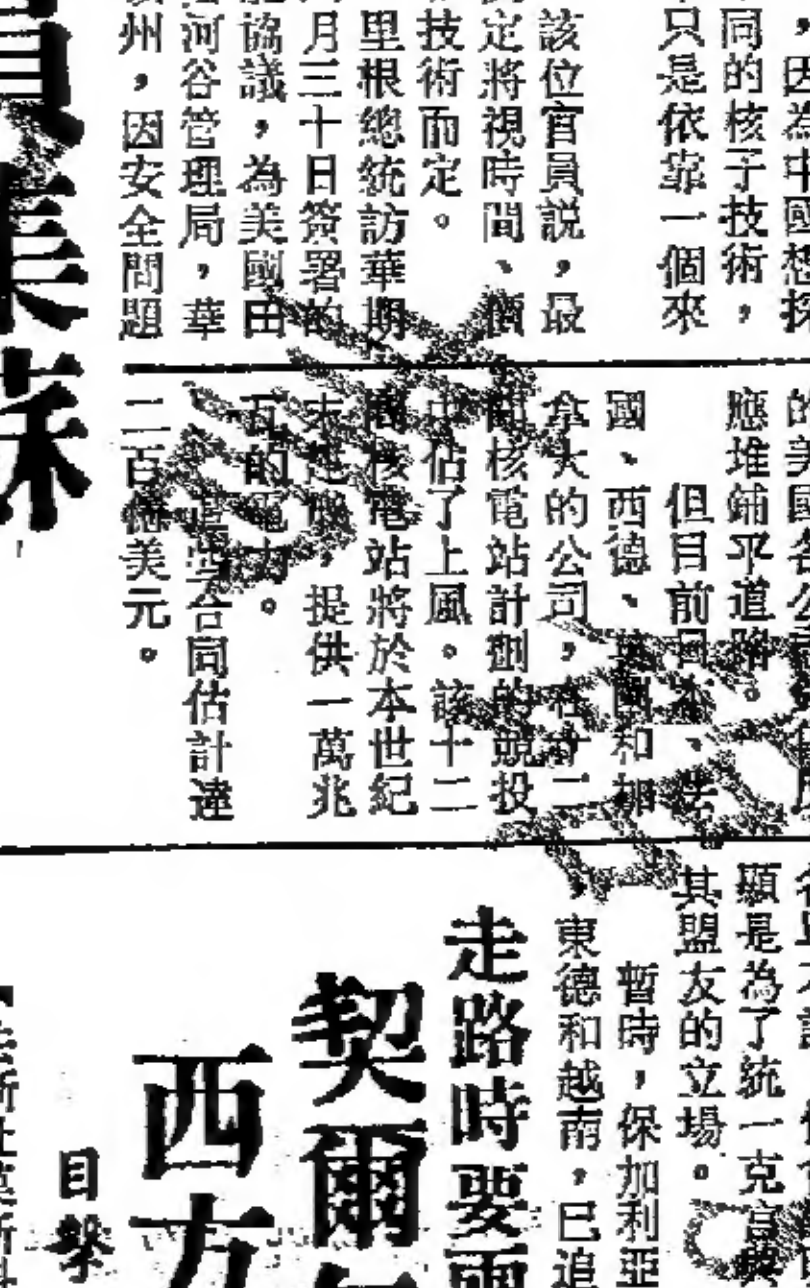 ，因為中國想採
同的核子技術，
只是依靠一個來
該位官員説，最
定將視時間、價
技術而定。
里根總統訪華期
月三十日簽署的
協議，為美國田
河谷管理局，華
州，因安全問題
的美國各公司
應堆鋪平道路。
但目前日本、法
國、西德、英國和加
拿大的公司，在十二
間核電站計劃的競投
中佔了上風。該十二
間核電站將於本世紀
末建成，提供一萬兆
瓦的電力。
這些合同估計達
二百億美元。
顯是為了統一克宮與
其盟友的立場。
暫時，保加利亞
，東德和越南，已追
走路時要
契爾
西方
目擊